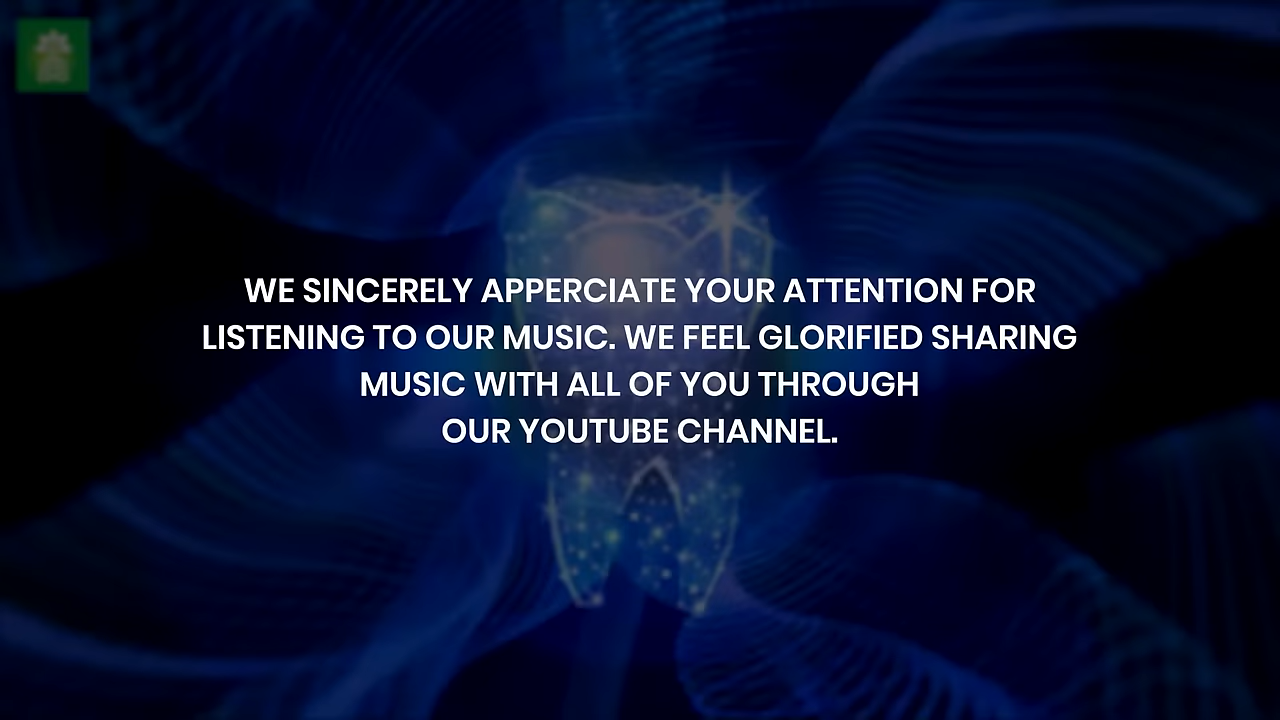 WE SINCERELY APPERCIATE YOUR ATTENTION FOR
LISTENING TO OUR MUSIC. WE FEEL GLORIFIED SHARING
MUSIC WITH ALL OF YOU THROUGH
OUR YOUTUBE CHANNEL.